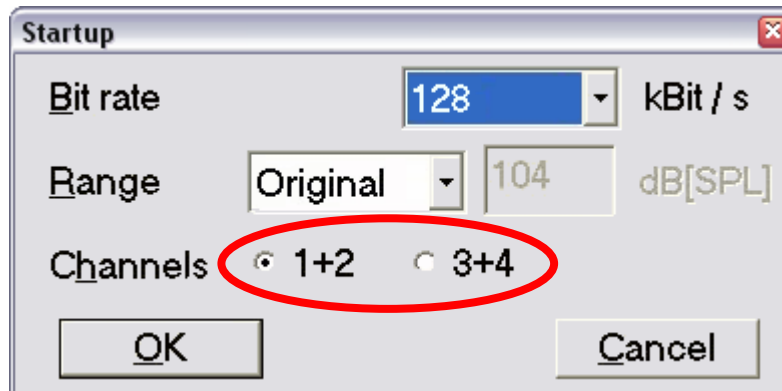 Startup
Bit rate 128 kBit / s
Range Original 104 dB[SPL]
Channels 1+2 3+4
OK Cancel